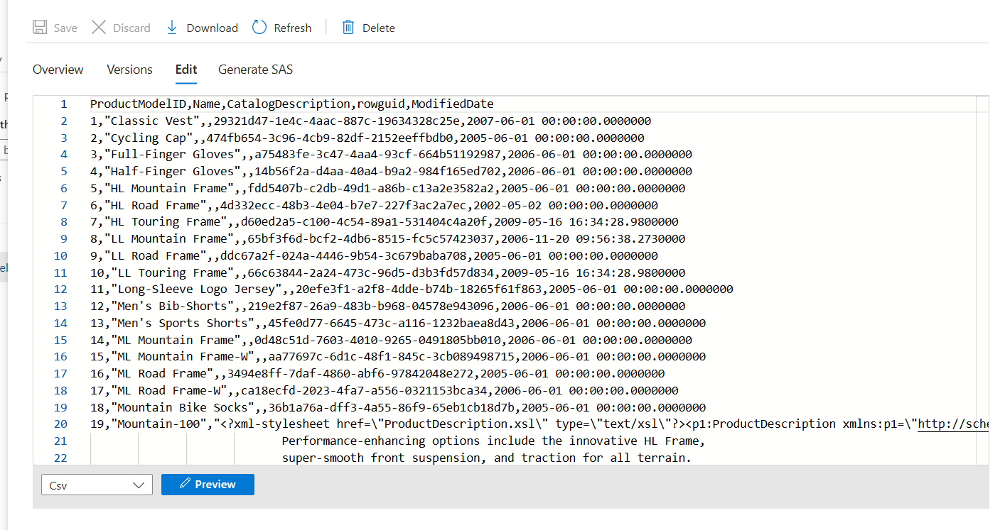 Save Discard Download Refresh Delete
Overview Versions Edit Generate SAS
1 ProductModelID,Name,CatalogDescription,rowguid,ModifiedDate
2 1,"Classic Vest",,29321d47-1e4c-4aac-887c-19634328c25e,2007-06-01 00:00:00.0000000
3 2,"Cycling Cap",,474fb654-3c96-4cb9-82df-2152eeffbdb0,2005-06-01 00:00:00.0000000
4 3,"Full-Finger Gloves",,a75483fe-3c47-4aa4-93cf-664b51192987,2006-06-01 00:00:00.0000000
5 4,"Half-Finger Gloves",,14b56f2a-d4aa-40a4-b9a2-984f165ed702,2006-06-01 00:00:00.0000000
6 5,"HL Mountain Frame",,fdd5407b-c2db-49d1-a86b-c13a2e3582a2,2005-06-01 00:00:00.0000000
7 6,"HL Road Frame",,4d332ecc-48b3-4e04-b7e7-227f3ac2a7ec,2002-05-02 00:00:00.0000000
8 7,"HL Touring Frame",,d60ed2a5-c100-4c54-89a1-531404c4a20f,2009-05-16 16:34:28.9800000
9 8,"LL Mountain Frame",,65bf3f6d-bcf2-4db6-8515-fc5c57423037,2006-11-20 09:56:38.2730000
10 9,"LL Road Frame",,ddc67a2f-024a-4446-9b54-3c679baba708,2005-06-01 00:00:00.0000000
11 10,"LL Touring Frame",,66c63844-2a24-473c-96d5-d3b3fd57d834,2009-05-16 16:34:28.9800000
12 11,"Long-Sleeve Logo Jersey",,20efe3f1-a2f8-4dde-b74b-18265f61f863,2005-06-01 00:00:00.0000000
13 12,"Men's Bib-Shorts",,219e2f87-26a9-483b-b968-04578e943096,2006-06-01 00:00:00.0000000
14 13,"Men's Sports Shorts",,45fe0d77-6645-473c-a116-1232baea8d43,2006-06-01 00:00:00.0000000
15 14,"ML Mountain Frame",,0d48c51d-7603-4010-9265-0491805bb010,2006-06-01 00:00:00.0000000
16 15,"ML Mountain Frame-W",,aa77697c-6d1c-48f1-845c-3cb089498715,2006-06-01 00:00:00.0000000
17 16,"ML Road Frame",,3494e8ff-7daf-4860-abf6-97842048e272,2005-06-01 00:00:00.0000000
18 17,"ML Road Frame-W",,ca18ecfd-2023-4fa7-a556-0321153bca34,2006-06-01 00:00:00.0000000
19 18,"Mountain Bike Socks",,36b1a76a-dff3-4a55-86f9-65eb1cb18d7b,2005-06-01 00:00:00.0000000
20 19,"Mountain-100","<?xml-stylesheet href=\"ProductDescription.xsl\" type=\"text/xsl\"?><p1:ProductDescription xmlns:p1=\"http://sche
21 Performance-enhancing options include the innovative HL Frame,
22 super-smooth front suspension, and traction for all terrain.
Csv Preview